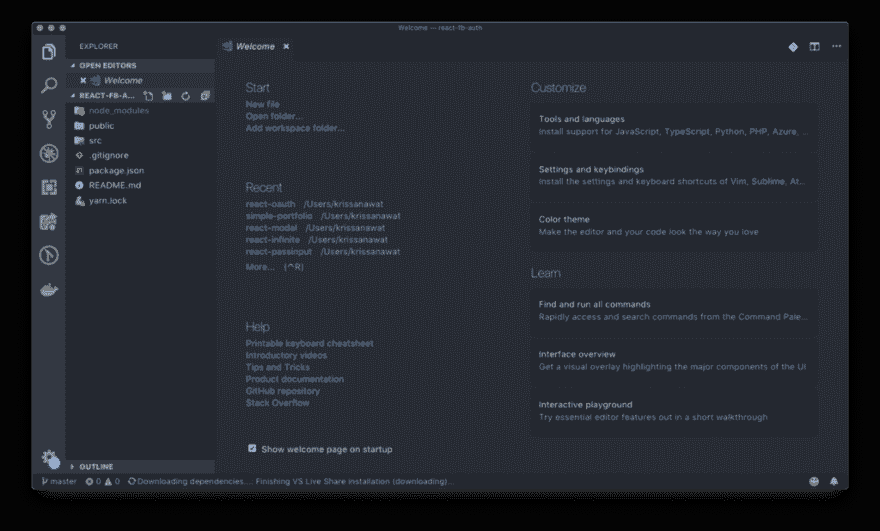 Welcome — react-fb-auth
EXPLORER
OPEN EDITORS
Welcome
REACT-FB-A...
node_modules
public
src
.gitignore
package.json
README.md
yarn.lock
OUTLINE
Welcome
Start
New file
Open folder...
Add workspace folder...
Recent
react-oauth /Users/krissanawat
simple-portfolio /Users/krissanawat
react-modal /Users/krissanawat
react-infinite /Users/krissanawat
react-passinput /Users/krissanawat
More... (^R)
Help
Printable keyboard cheatsheet
Introductory videos
Tips and Tricks
Product documentation
GitHub repository
Stack Overflow
Show welcome page on startup
Customize
Tools and languages
Install support for JavaScript, TypeScript, Python, PHP, Azure, ...
Settings and keybindings
Install the settings and keyboard shortcuts of Vim, Sublime, At...
Color theme
Make the editor and your code look the way you love
Learn
Find and run all commands
Rapidly access and search commands from the Command Pale...
Interface overview
Get a visual overlay highlighting the major components of the UI
Interactive playground
Try essential editor features out in a short walkthrough
master 0 0 Downloading dependencies... Finishing VS Live Share installation (downloading)...